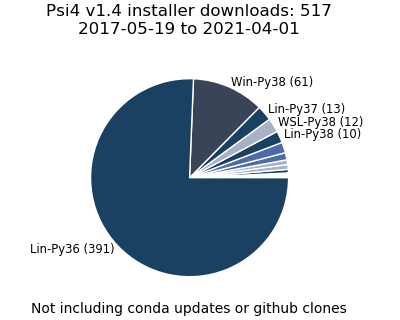 Psi4 v1.4 installer downloads: 517
2017-05-19 to 2021-04-01
Win-Py38 (61)
Lin-Py37 (13)
WSL-Py38 (12)
Lin-Py38 (10)
Lin-Py36 (391)
Not including conda updates or github clones